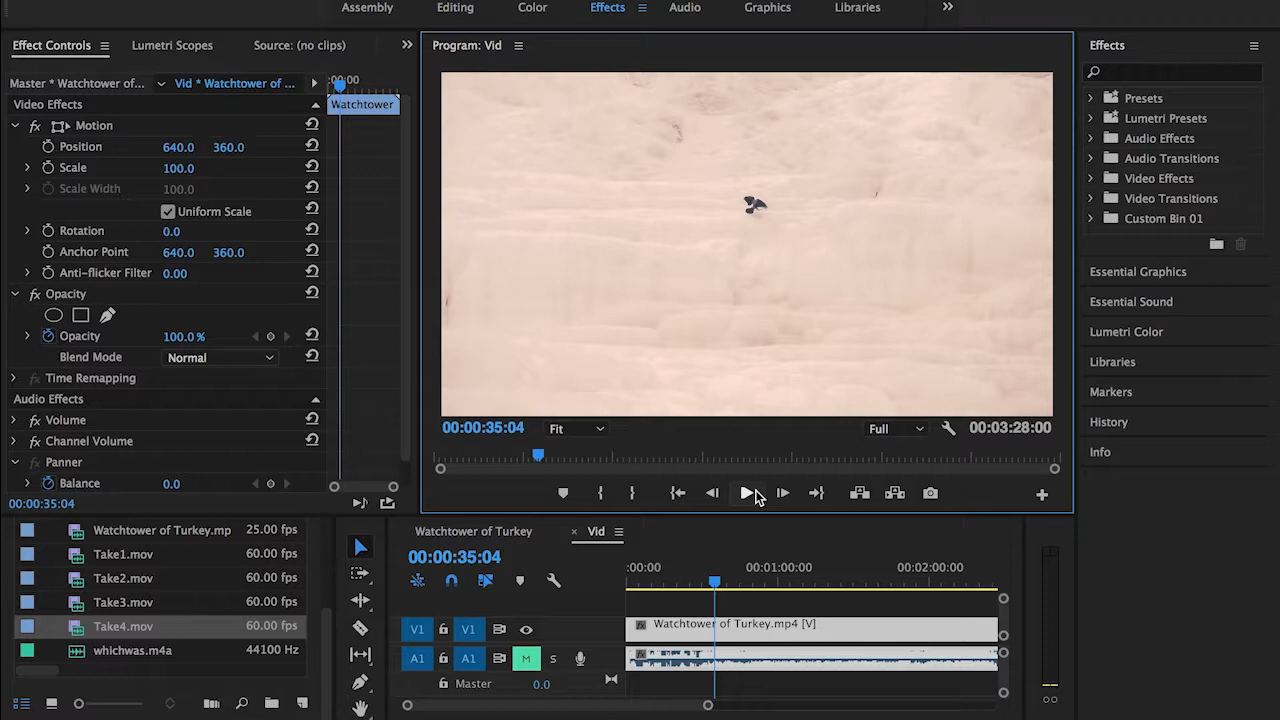 Assembly Editing Color Effects Audio Graphics Libraries
Effect Controls Lumetri Scopes Source: (no clips)
Program: Vid
Effects
Master * Watchtower of... Vid * Watchtower of ...
:00:00
Video Effects
Watchtower
fx Motion
Position 640.0 360.0
Scale 100.0
Scale Width 100.0
Uniform Scale
Rotation 0.0
Anchor Point 640.0 360.0
Anti-flicker Filter 0.00
fx Opacity
Opacity 100.0 %
Blend Mode Normal
fx Time Remapping
Audio Effects
fx Volume
fx Channel Volume
fx Panner
Balance 0.0
00:00:35:04
00:00:35:04 Fit Full 00:03:28:00
Presets
Lumetri Presets
Audio Effects
Audio Transitions
Video Effects
Video Transitions
Custom Bin 01
Essential Graphics
Essential Sound
Lumetri Color
Libraries
Markers
History
Info
Watchtower of Turkey.mp 25.00 fps
Take1.mov 60.00 fps
Take2.mov 60.00 fps
Take3.mov 60.00 fps
Take4.mov 60.00 fps
whichwas.m4a 44100 Hz
Watchtower of Turkey × Vid
00:00:35:04
:00:00 00:01:00:00 00:02:00:00
V1 V1 fx Watchtower of Turkey.mp4 [V]
A1 A1 M S fx
Master 0.0